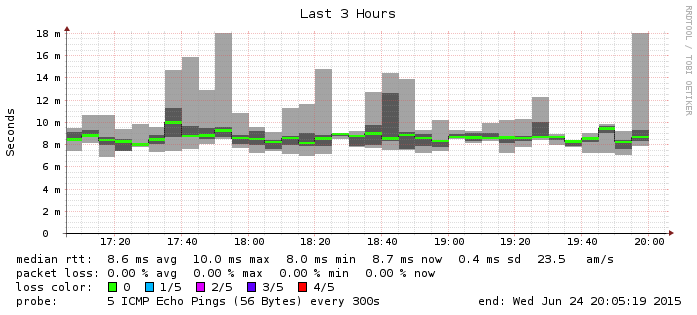 Last 3 Hours
RRDTOOL / TOBI OETIKER
Seconds
18 m
16 m
14 m
12 m
10 m
8 m
6 m
4 m
2 m
0
17:20 17:40 18:00 18:20 18:40 19:00 19:20 19:40 20:00
median rtt: 8.6 ms avg 10.0 ms max 8.0 ms min 8.7 ms now 0.4 ms sd 23.5 am/s
packet loss: 0.00 % avg 0.00 % max 0.00 % min 0.00 % now
loss color: 0 1/5 2/5 3/5 4/5
probe: 5 ICMP Echo Pings (56 Bytes) every 300s end: Wed Jun 24 20:05:19 2015